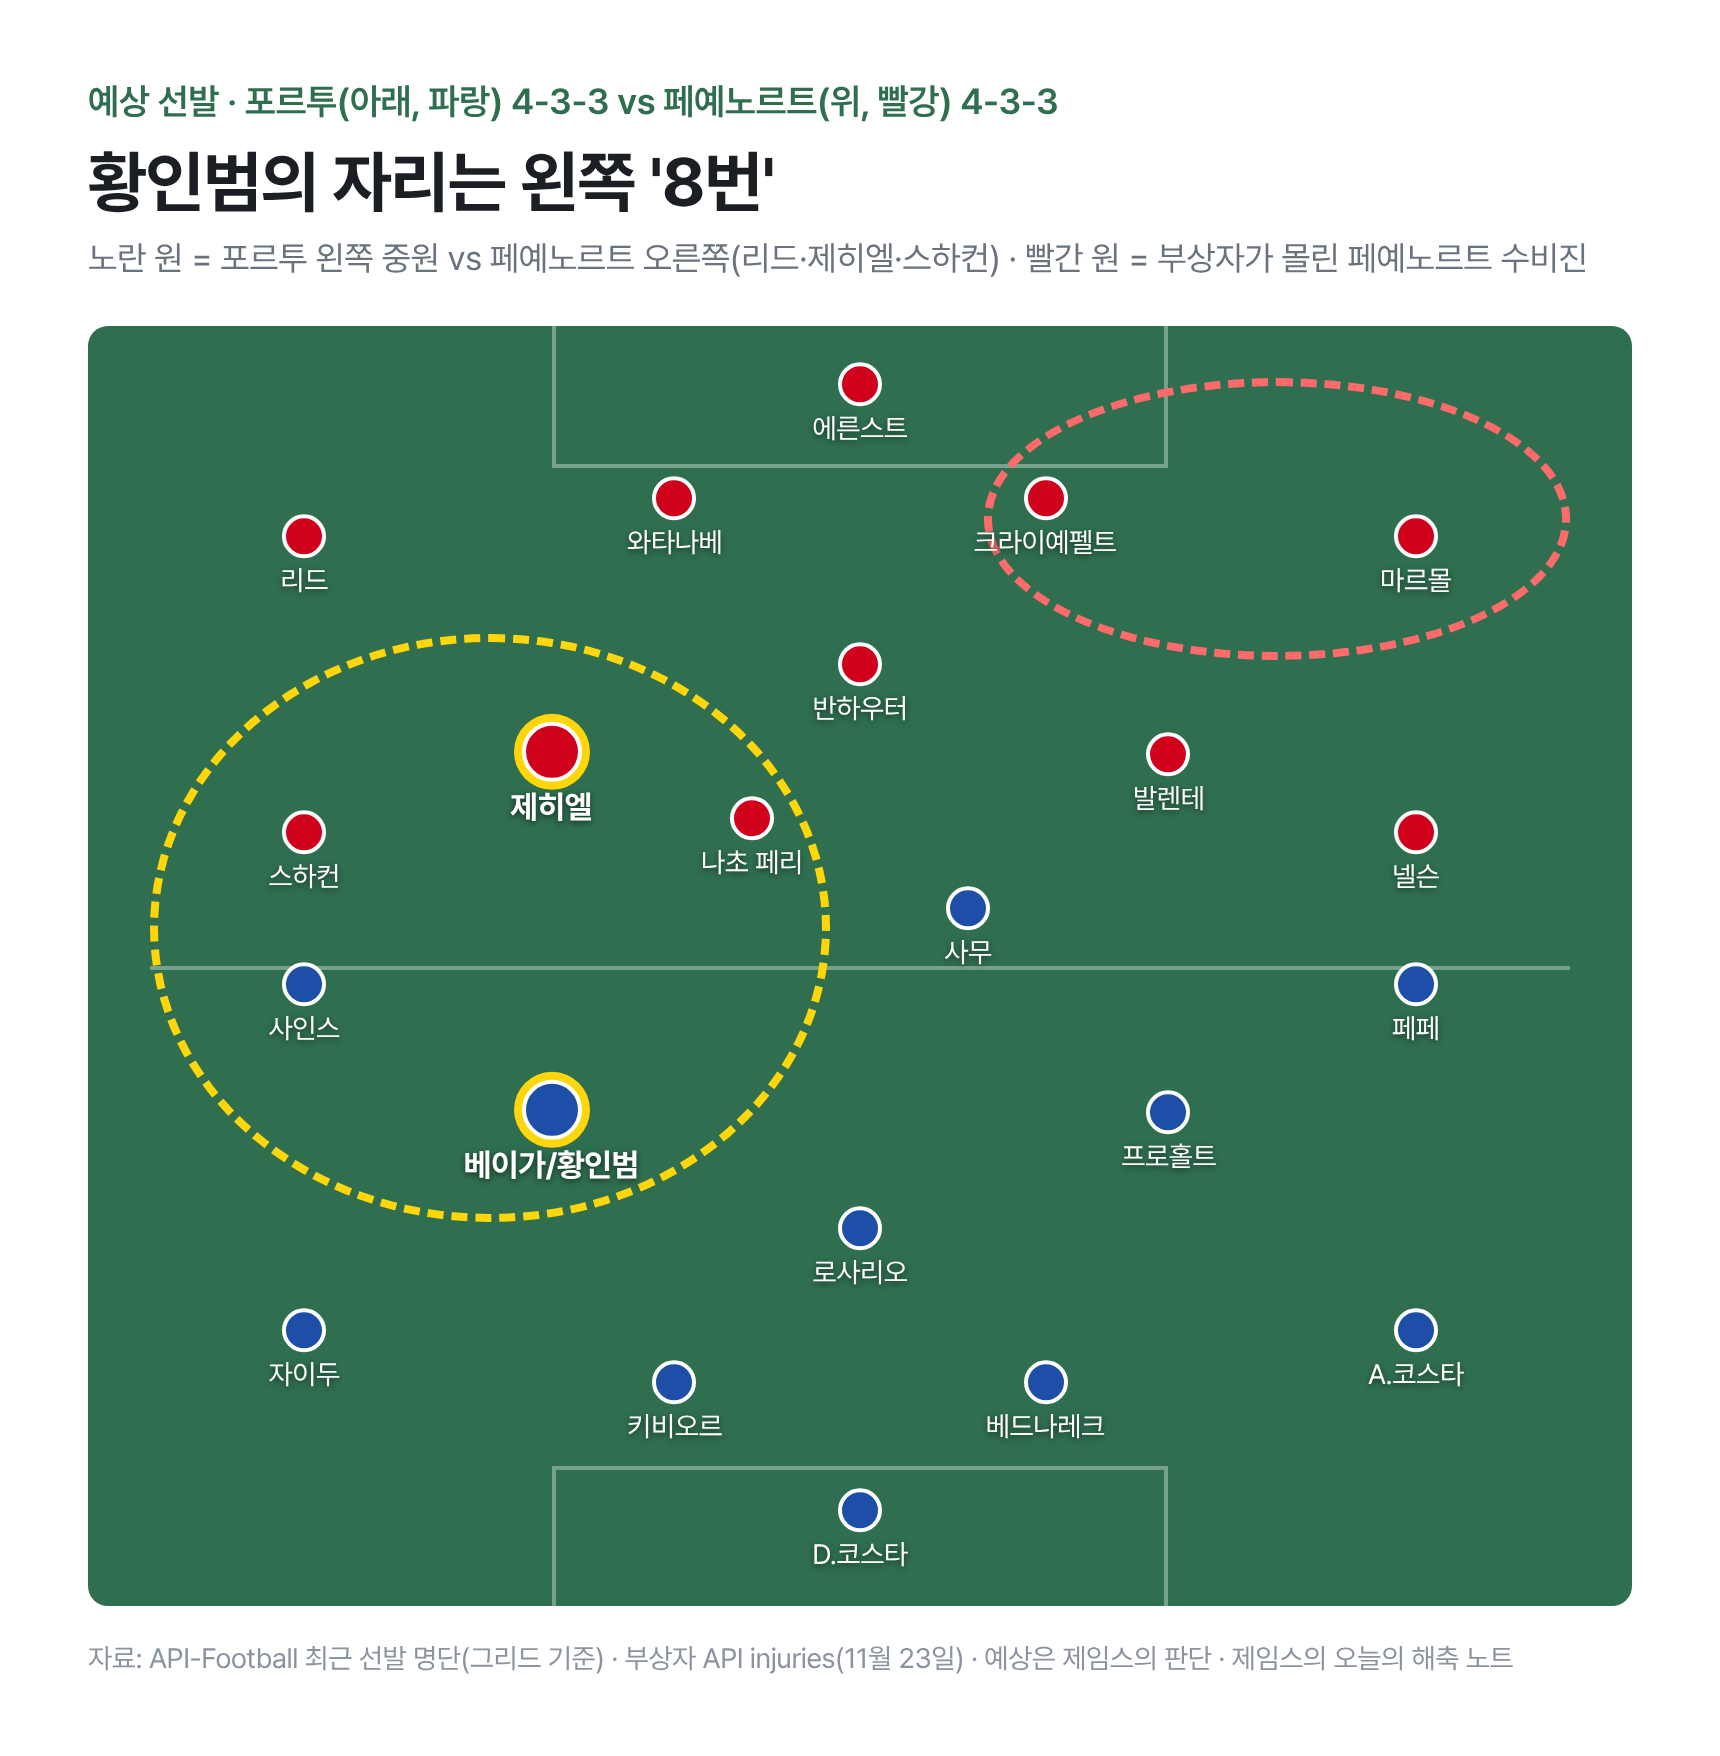 예상 선발 · 포르투(아래, 파랑) 4-3-3 vs 페예노르트(위, 빨강) 4-3-3
황인범의 자리는 왼쪽 '8번'
노란 원 = 포르투 왼쪽 중원 vs 페예노르트 오른쪽(리드·제히엘·스하컨) · 빨간 원 = 부상자가 몰린 페예노르트 수비진
에른스트
와타나베
크라이예펠트
리드
마르몰
반하우터
제히엘
발렌테
나초 페리
스하컨
넬슨
사무
사인스
페페
베이가/황인범
프로홀트
로사리오
자이두
A.코스타
키비오르
베드나레크
D.코스타
자료: API-Football 최근 선발 명단(그리드 기준) · 부상자 API injuries(11월 23일) · 예상은 제임스의 판단 · 제임스의 오늘의 해축 노트